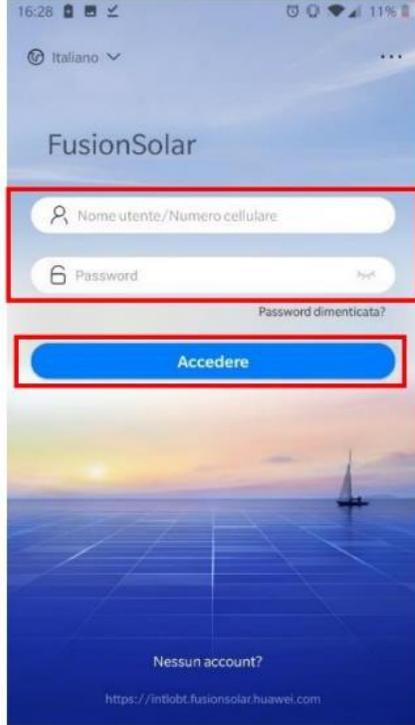 16:28 11%
Italiano
FusionSolar
Nome utente/Numero cellulare
Password
Password dimenticata?
Accedere
Nessun account?
https://intlobt.fusionsolar.huawei.com